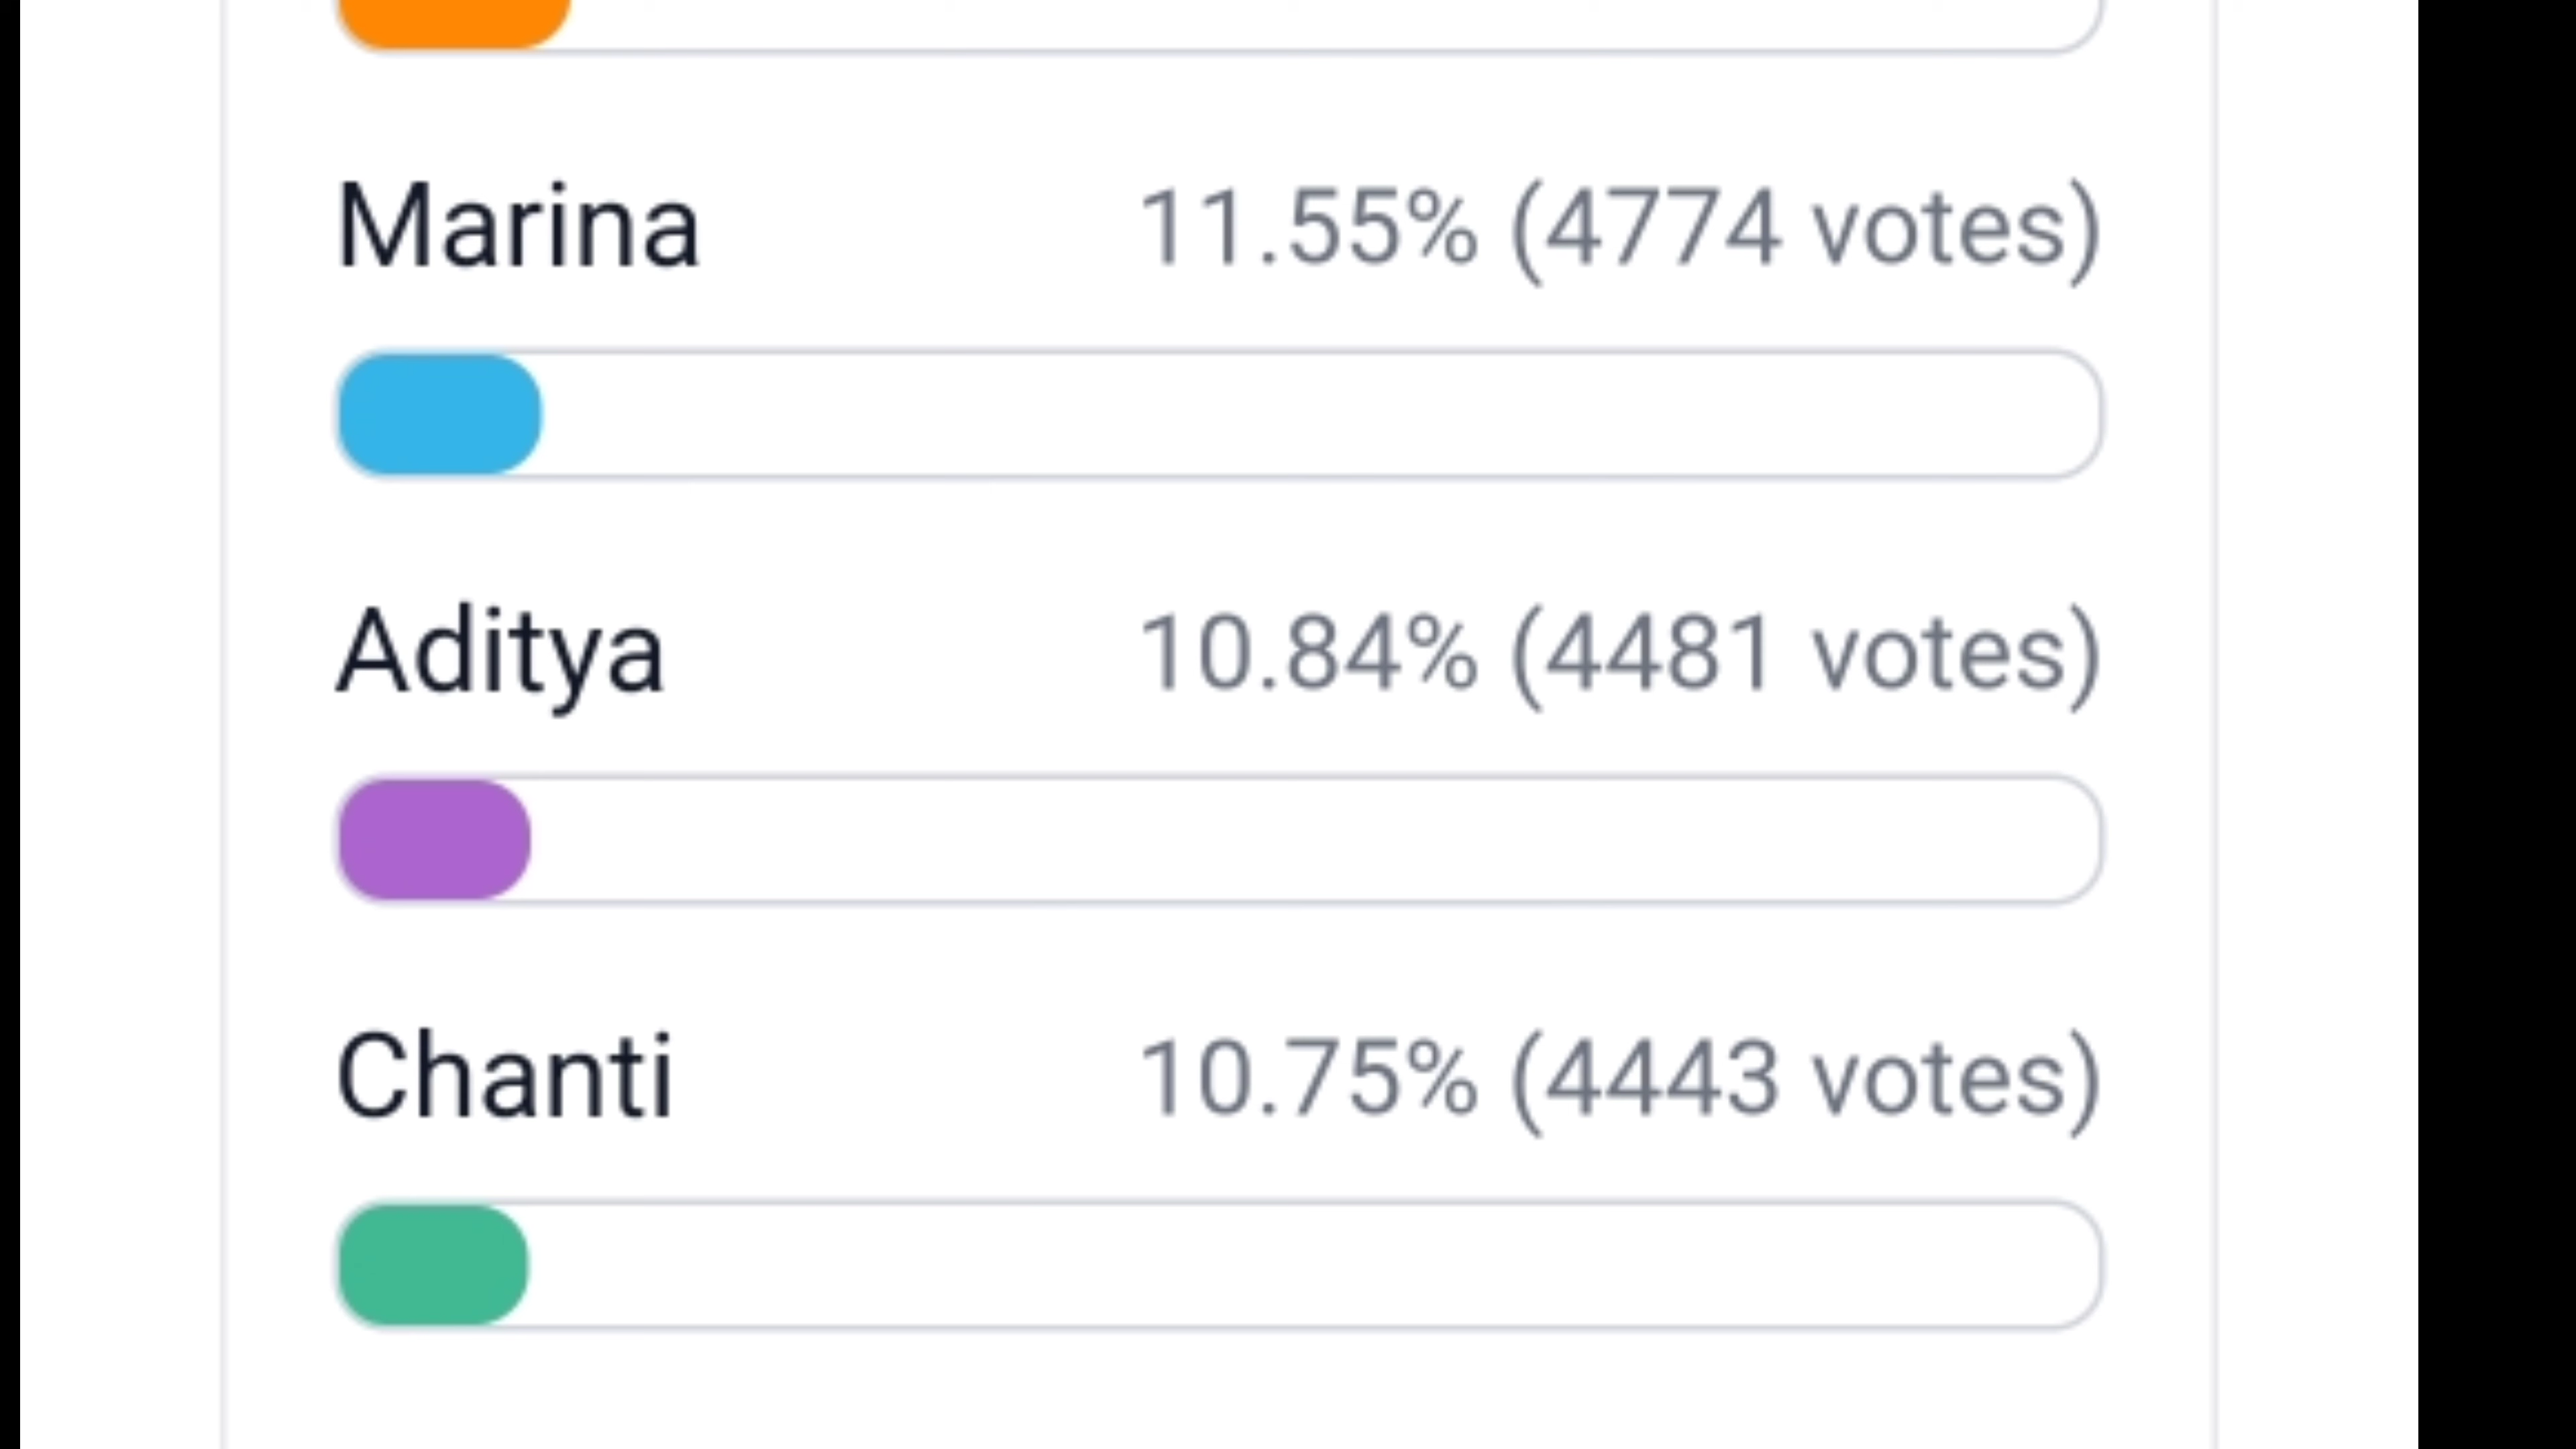 Marina 11.55% (4774 votes)
Aditya 10.84% (4481 votes)
Chanti 10.75% (4443 votes)